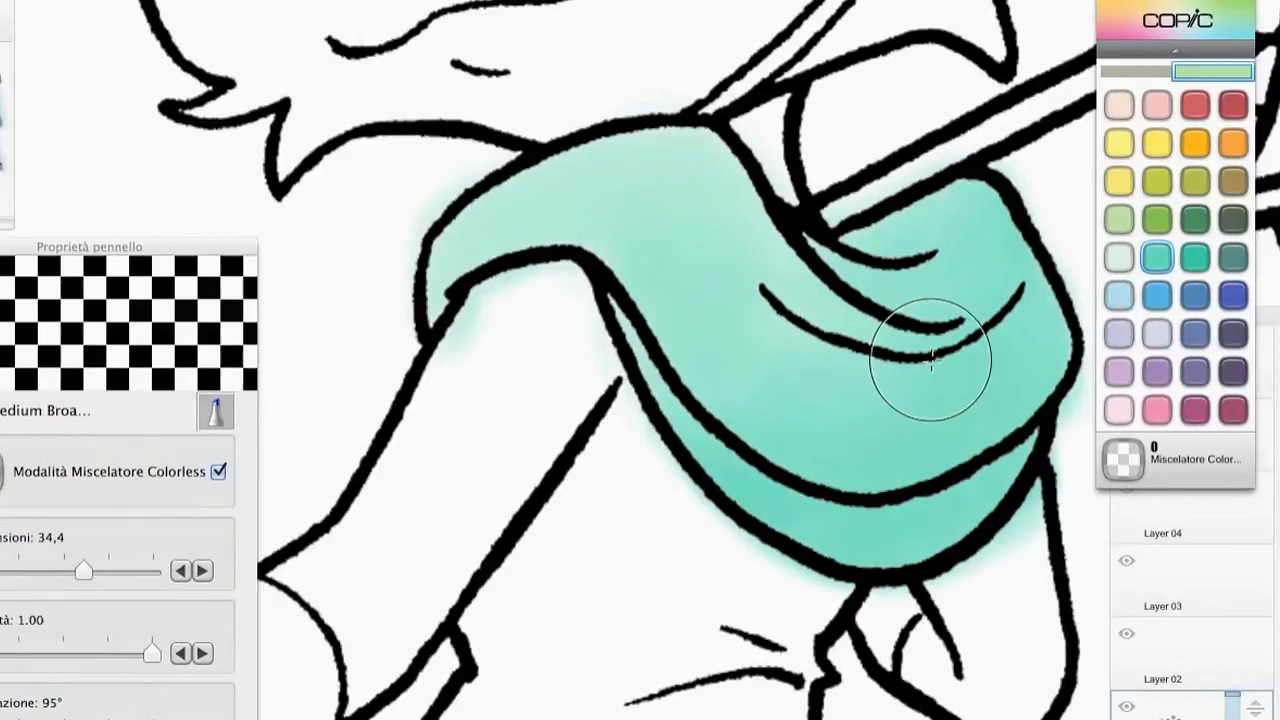 COPIC
Proprietà pennello
edium Broa...
Modalità Miscelatore Colorless
sioni: 34,4
tà: 1.00
zione: 95°
0
Miscelatore Color...
Layer 04
Layer 03
Layer 02